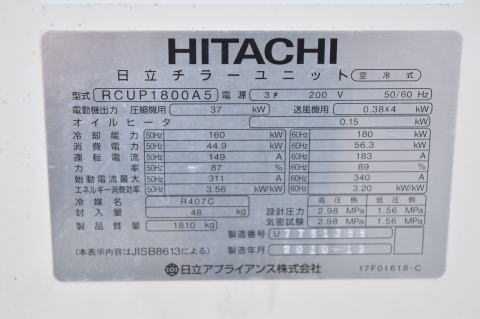 HITACHI
日立チラーユニット (空冷式)
型式 RCUP1800A5 電源 3φ 200 V 50/60 Hz
電動機出力 圧縮機用 37 kW 送風機用 0.38×4 kW
オイルヒータ 0.15 kW
冷却能力 50Hz 160 kW 60Hz 180 kW
消費電力 50Hz 44.9 kW 60Hz 56.3 kW
運転電流 50Hz 149 A 60Hz 183 A
力率 50Hz 87 % 60Hz 89 %
始動電流最大 50Hz 311 A 60Hz 340 A
エネルギー消費効率 50Hz 3.56 kW/kW 60Hz 3.20 kW/kW
冷媒名 R407C 高圧側 低圧側
封入量 48 kg 設計圧力 2.98 MPa 1.56 MPa
製品質量 1810 kg 気密試験 2.98 MPa 1.56 MPa
製造番号
(本表示内容はJISB8613による) 製造年月 2010-12
日立アプライアンス株式会社 17F01618-C